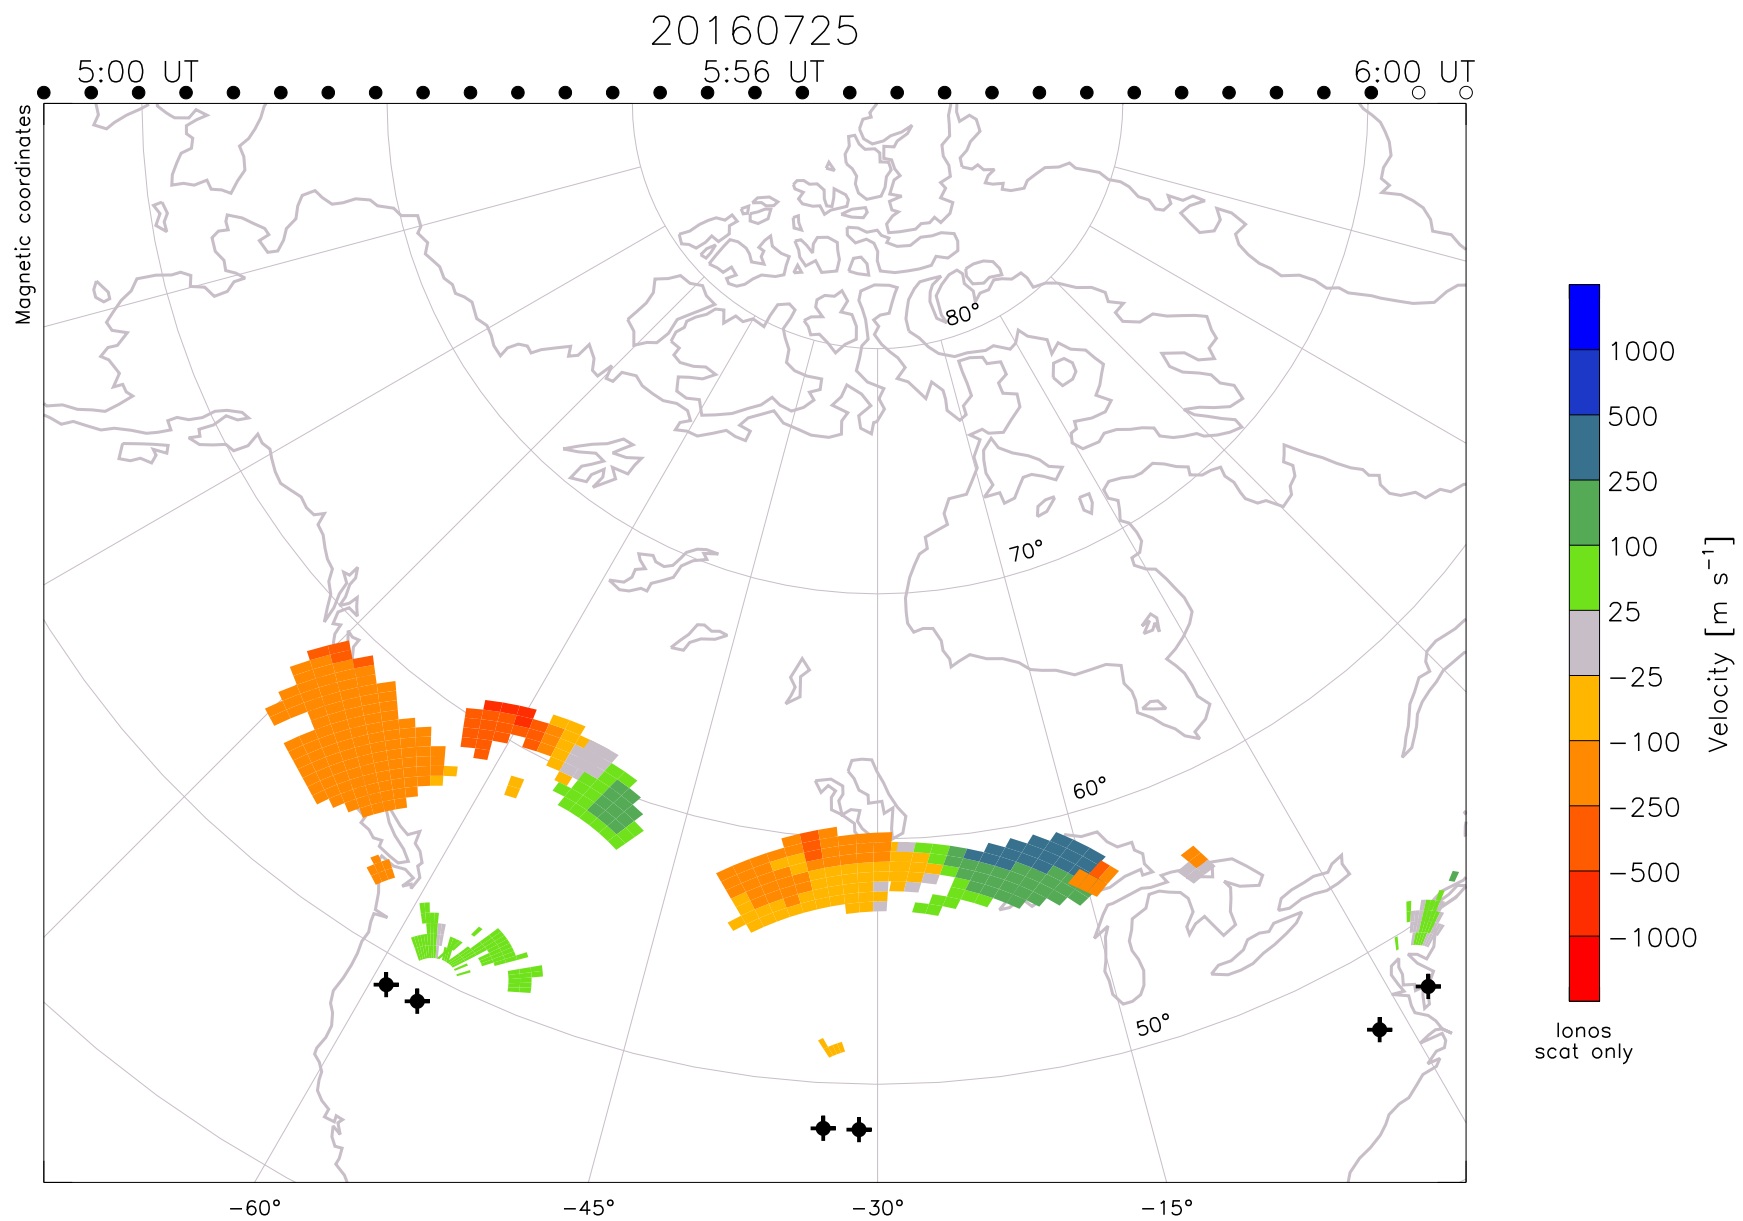 20160725
5:00 UT 5:56 UT 6:00 UT
Magnetic coordinates
80°
70°
60°
50°
-60° -45° -30° -15°
1000
500
250
100
25
-25
-100
-250
-500
-1000
Velocity [m s⁻¹]
Ionos
scat only